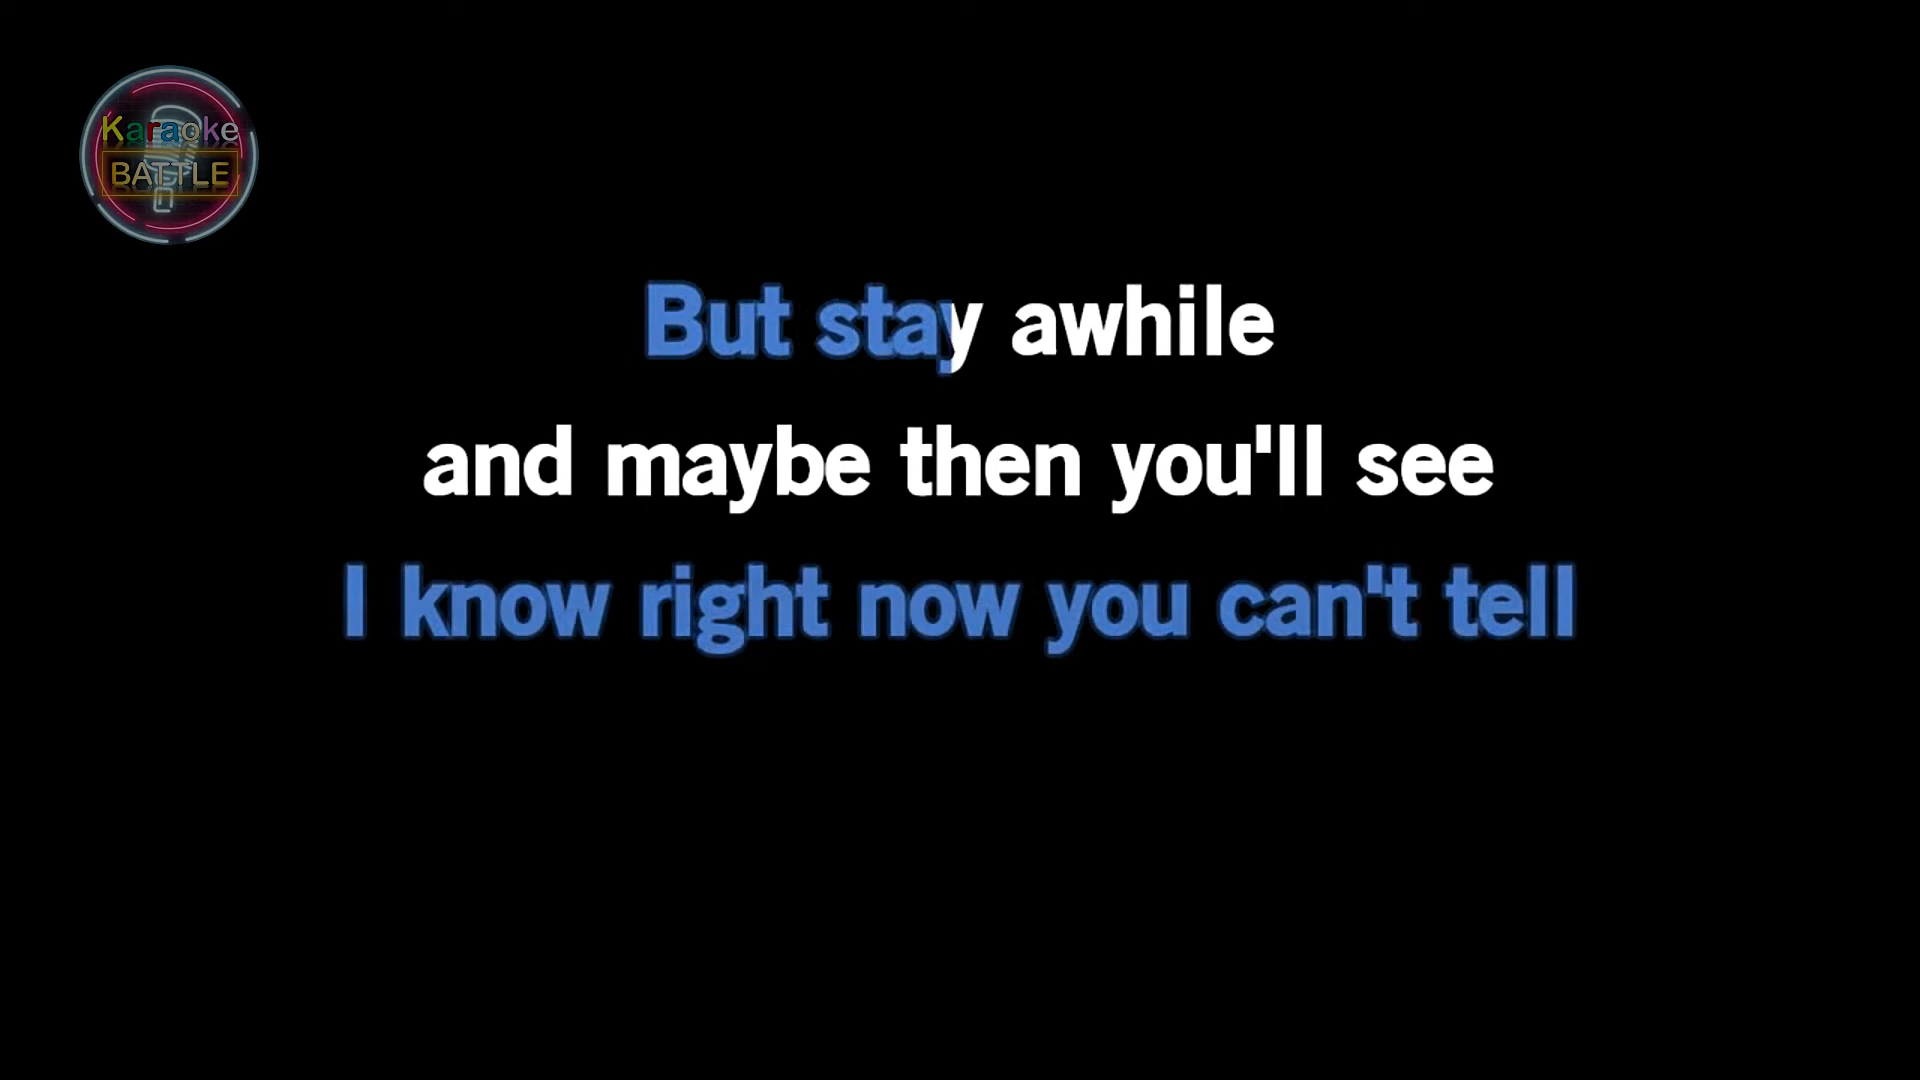 Karaoke
BATTLE
But stay awhile
and maybe then you'll see
I know right now you can't tell